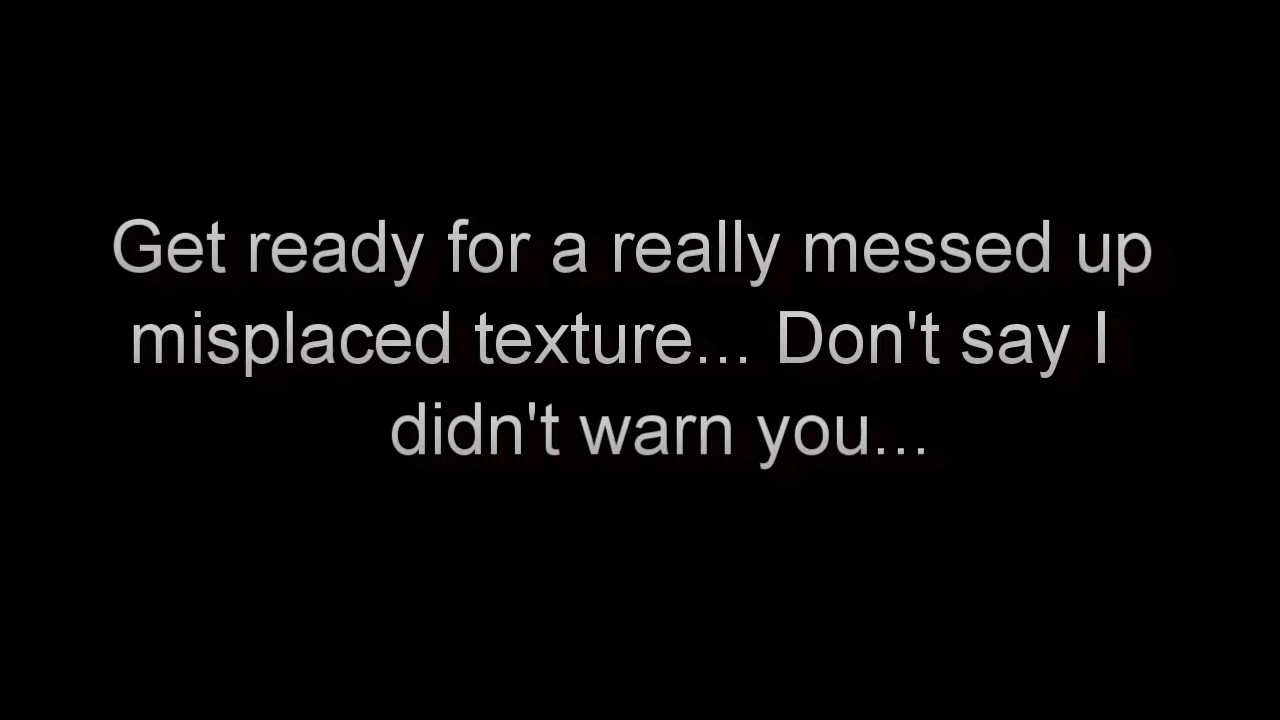 Get ready for a really messed up
misplaced texture... Don't say I
didn't warn you...